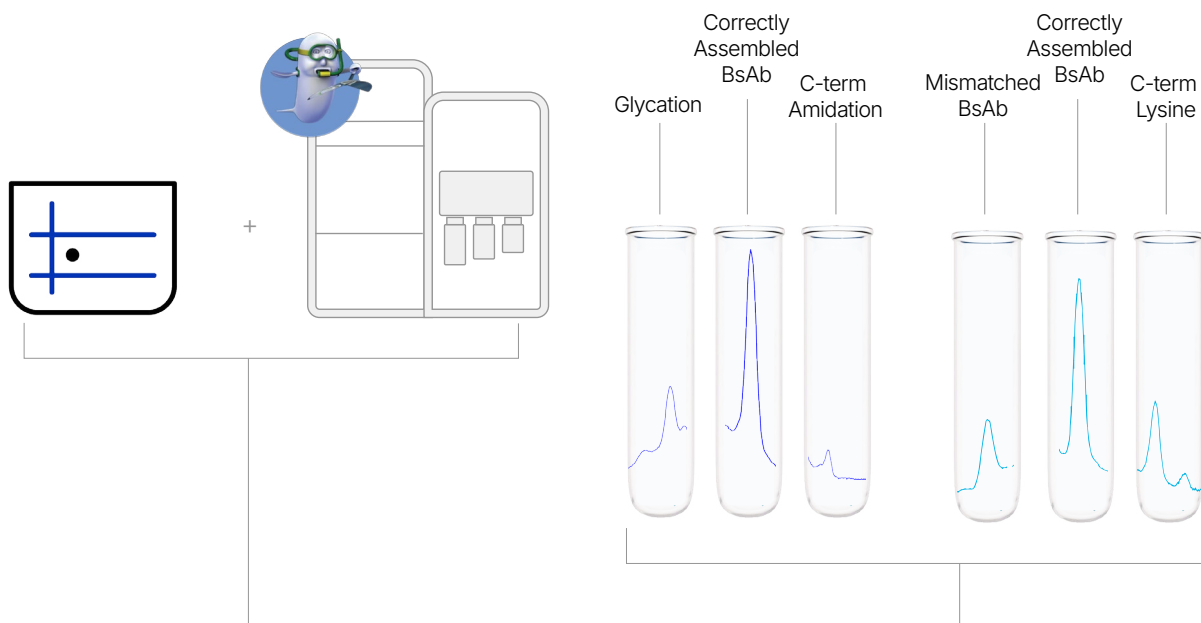 Glycation
Correctly
Assembled
BsAb
C-term
Amidation
Mismatched
BsAb
Correctly
Assembled
BsAb
C-term
Lysine
+